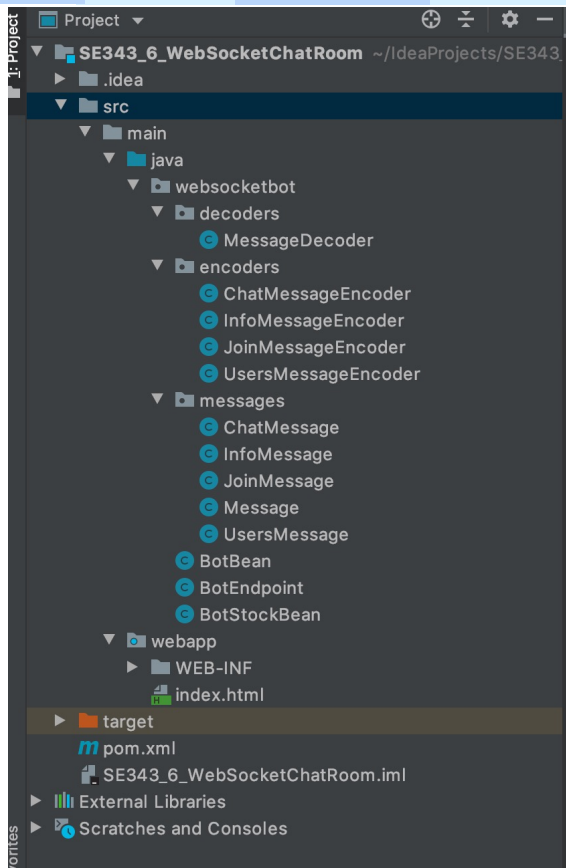 1: Project
Project
SE343_6_WebSocketChatRoom ~/IdeaProjects/SE343_
.idea
src
main
java
websocketbot
decoders
MessageDecoder
encoders
ChatMessageEncoder
InfoMessageEncoder
JoinMessageEncoder
UsersMessageEncoder
messages
ChatMessage
InfoMessage
JoinMessage
Message
UsersMessage
BotBean
BotEndpoint
BotStockBean
webapp
WEB-INF
index.html
target
pom.xml
SE343_6_WebSocketChatRoom.iml
External Libraries
Scratches and Consoles
vorites